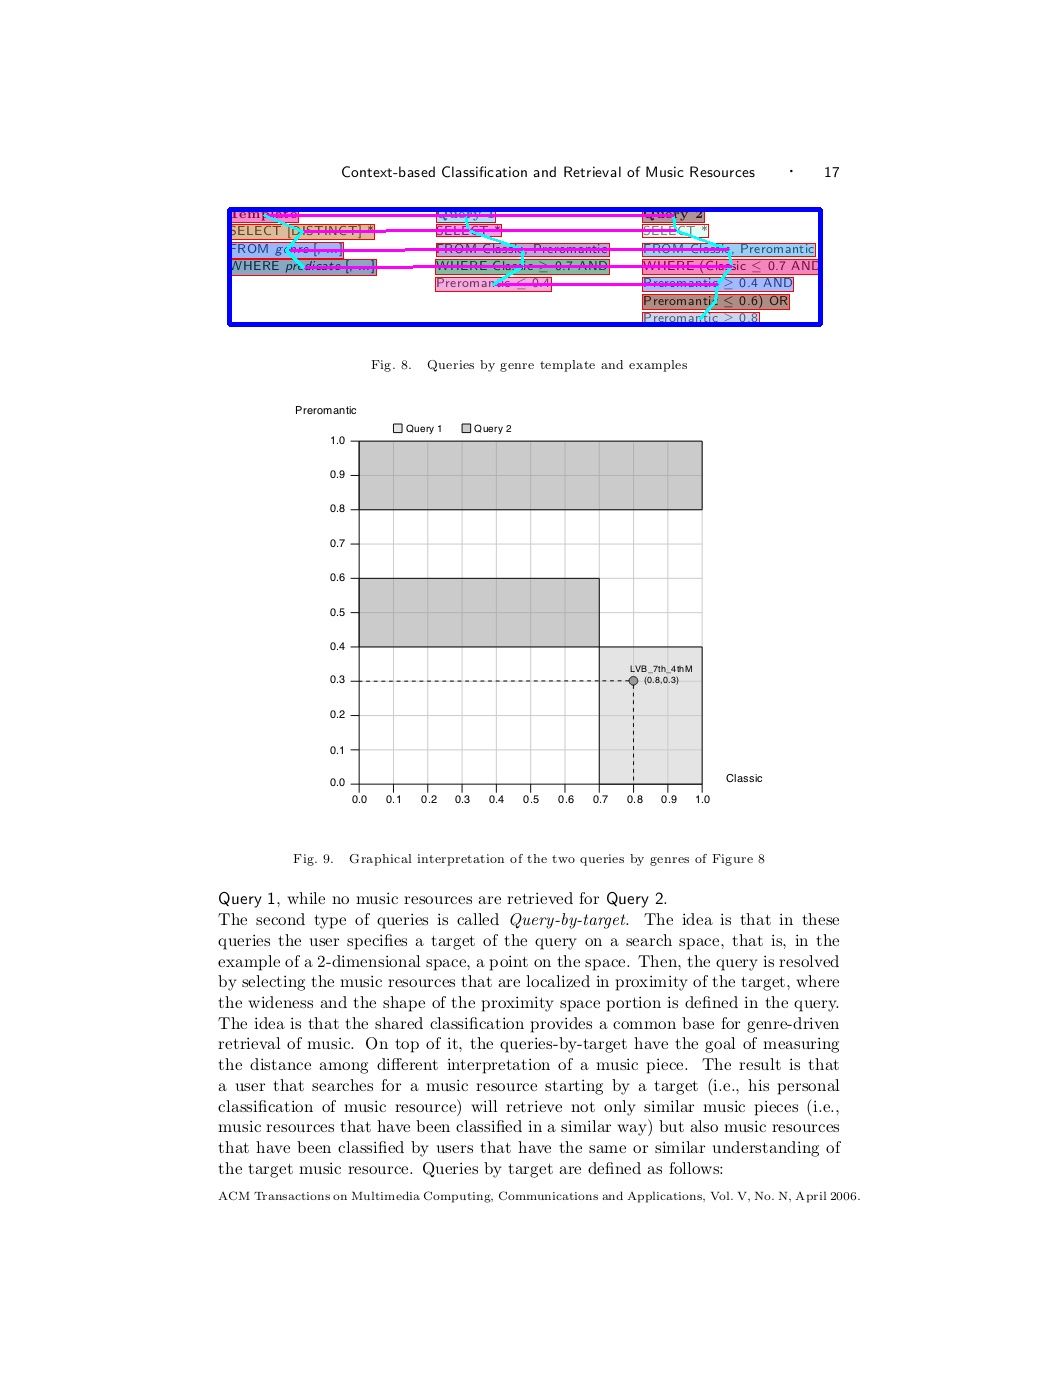 Context-based Classification and Retrieval of Music Resources · 17
Template Query 1 Query 2
SELECT [DISTINCT] * SELECT * SELECT *
FROM genre [, ...] FROM Classic, Preromantic FROM Classic, Preromantic
WHERE predicate [, ...] WHERE Classic ≥ 0.7 AND WHERE (Classic ≤ 0.7 AND
Preromantic ≤ 0.4 Preromantic ≥ 0.4 AND
Preromantic ≤ 0.6) OR
Preromantic ≥ 0.8
Fig. 8. Queries by genre template and examples
Preromantic
Query 1 Query 2
1.0
0.9
0.8
0.7
0.6
0.5
0.4
LVB_7th_4thM
0.3 (0.8,0.3)
0.2
0.1
0.0
Classic
0.0 0.1 0.2 0.3 0.4 0.5 0.6 0.7 0.8 0.9 1.0
Fig. 9. Graphical interpretation of the two queries by genres of Figure 8
Query 1, while no music resources are retrieved for Query 2.
The second type of queries is called Query-by-target. The idea is that in these
queries the user specifies a target of the query on a search space, that is, in the
example of a 2-dimensional space, a point on the space. Then, the query is resolved
by selecting the music resources that are localized in proximity of the target, where
the wideness and the shape of the proximity space portion is defined in the query.
The idea is that the shared classification provides a common base for genre-driven
retrieval of music. On top of it, the queries-by-target have the goal of measuring
the distance among different interpretation of a music piece. The result is that
a user that searches for a music resource starting by a target (i.e., his personal
classification of music resource) will retrieve not only similar music pieces (i.e.,
music resources that have been classified in a similar way) but also music resources
that have been classified by users that have the same or similar understanding of
the target music resource. Queries by target are defined as follows:
ACM Transactions on Multimedia Computing, Communications and Applications, Vol. V, No. N, April 2006.